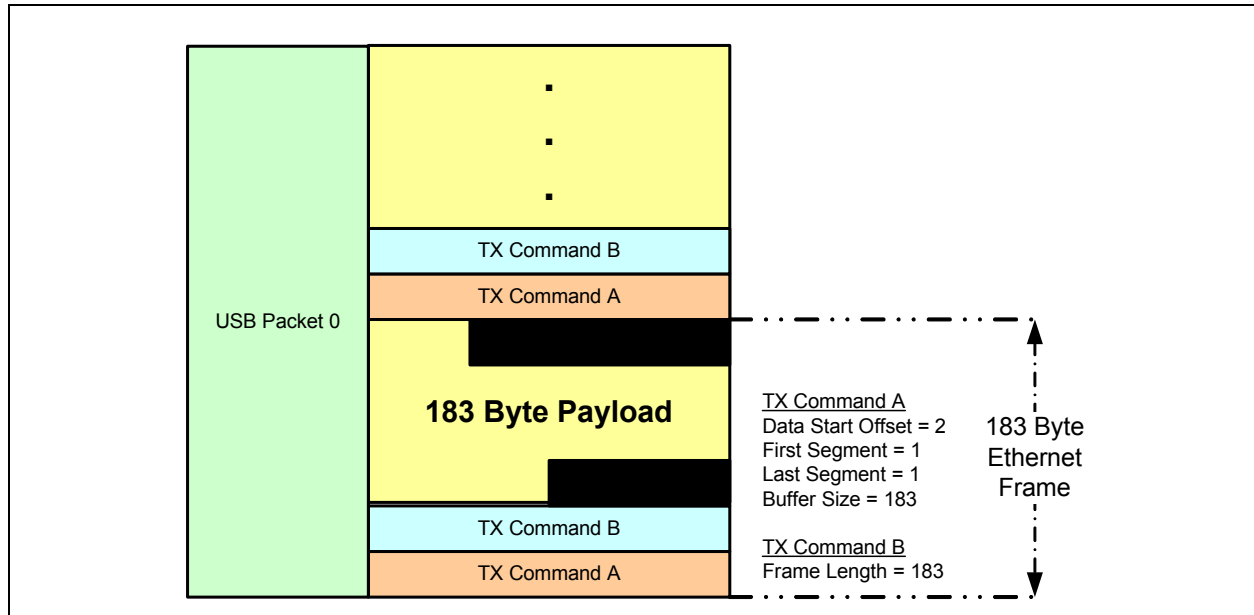 TX Command B
TX Command A
USB Packet 0
183 Byte Payload
TX Command A
Data Start Offset = 2
First Segment = 1
Last Segment = 1
Buffer Size = 183
183 Byte
Ethernet
Frame
TX Command B
TX Command A
TX Command B
Frame Length = 183